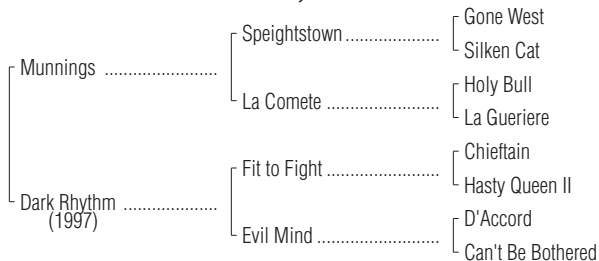 Gone West
Speightstown ....................
Silken Cat
Munnings ........................
Holy Bull
La Comete ........................
La Gueriere
Chieftain
Fit to Fight ........................
Hasty Queen II
Dark Rhythm ....................
(1997)
D'Accord
Evil Mind ..........................
Can't Be Bothered